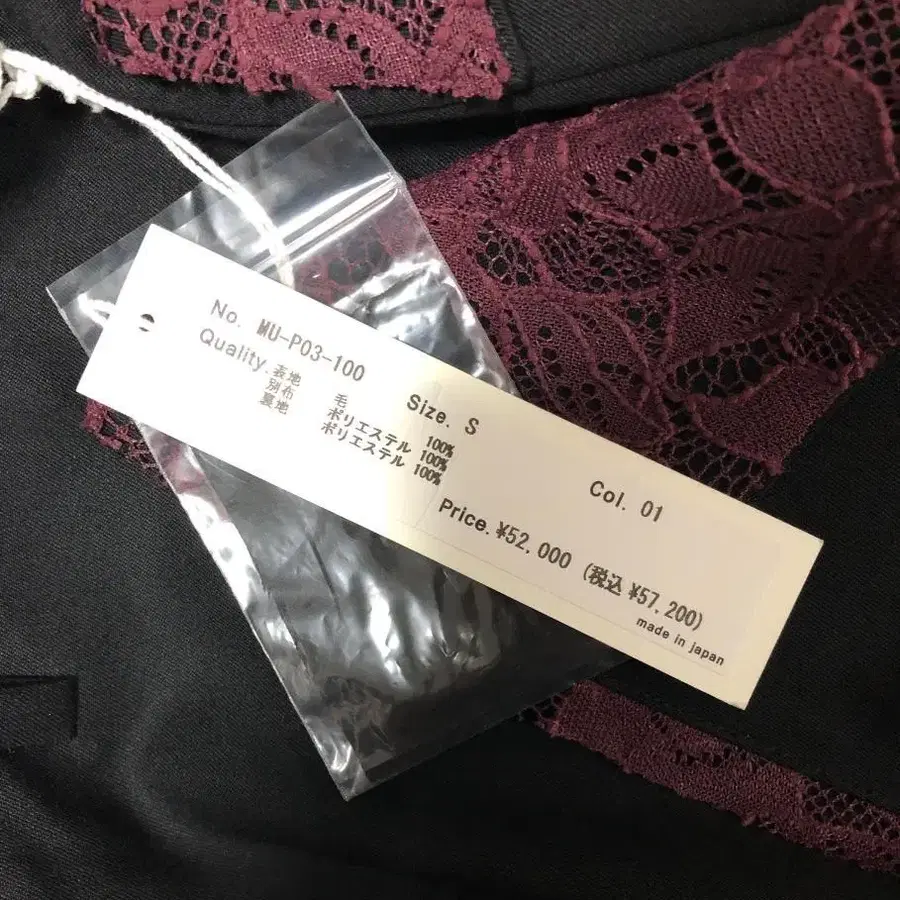 No. MU-P03-100
Quality. 表地 毛 100%
別布 ポリエステル 100%
裏地 ポリエステル 100%
Size. S
Col. 01
Price. ¥52,000 (税込 ¥57,200)
made in japan